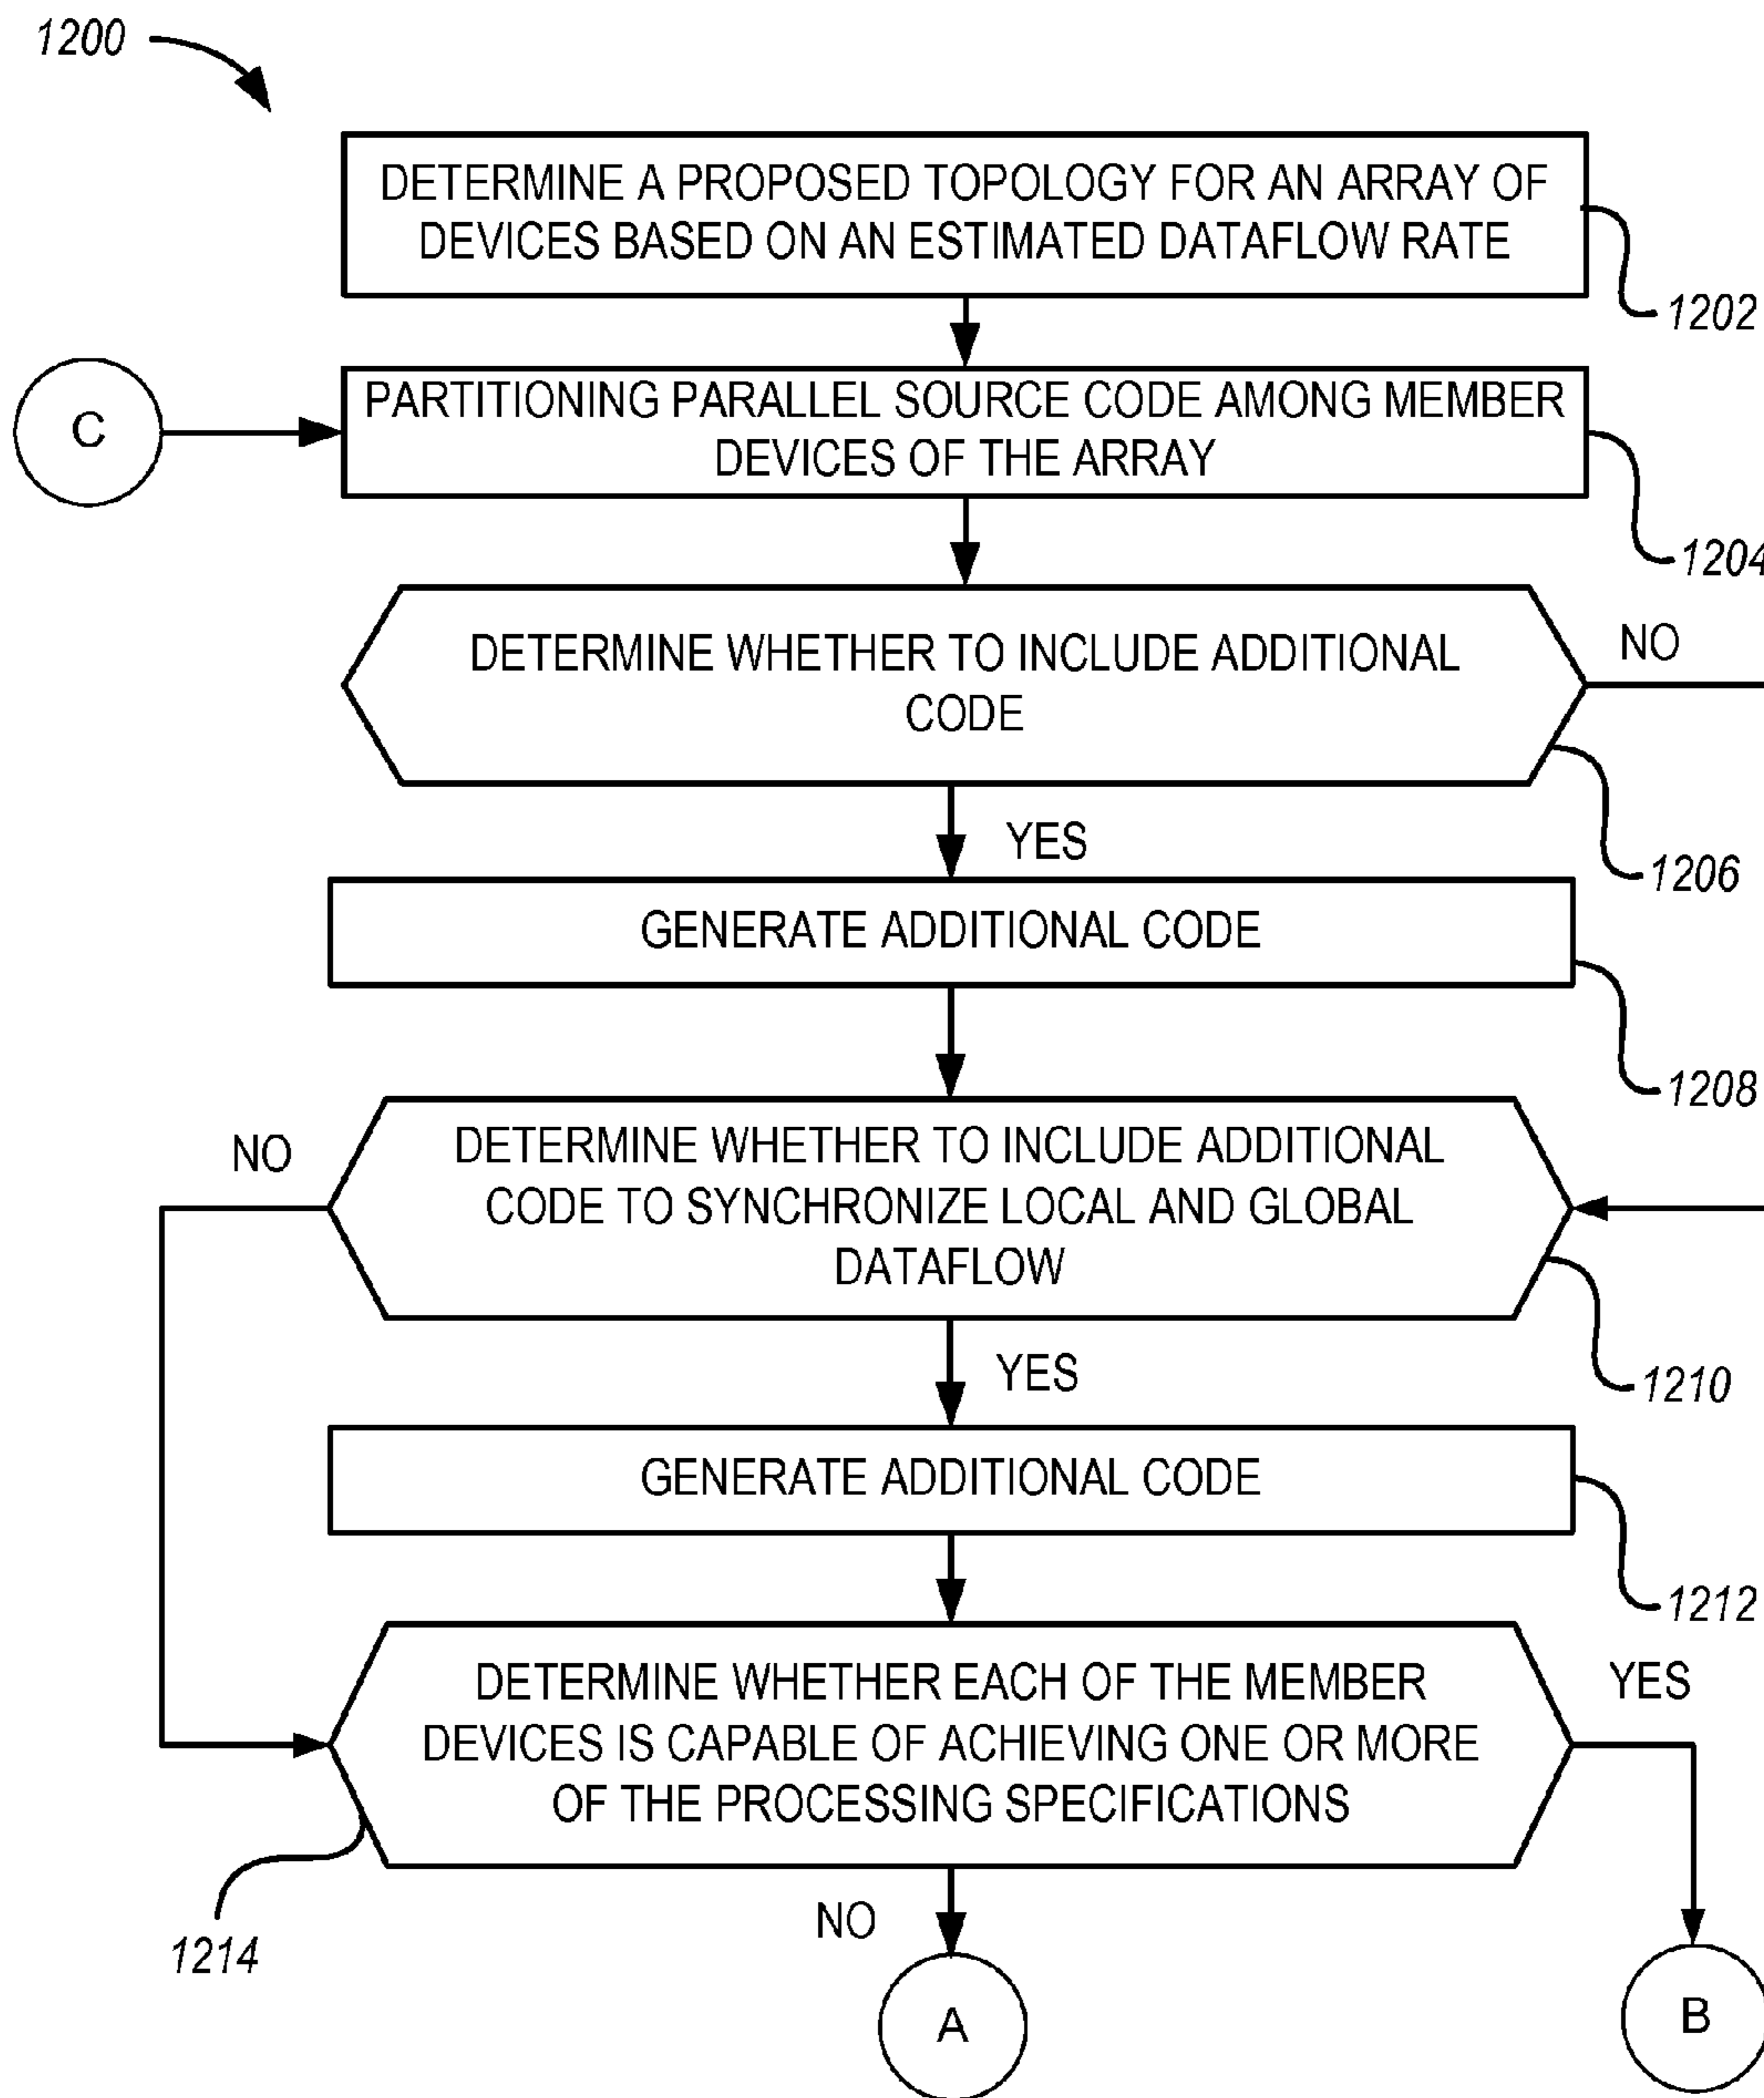 1200
DETERMINE A PROPOSED TOPOLOGY FOR AN ARRAY OF
DEVICES BASED ON AN ESTIMATED DATAFLOW RATE
1202
C
PARTITIONING PARALLEL SOURCE CODE AMONG MEMBER
DEVICES OF THE ARRAY
1204
DETERMINE WHETHER TO INCLUDE ADDITIONAL
CODE
NO
1206
YES
GENERATE ADDITIONAL CODE
1208
NO
DETERMINE WHETHER TO INCLUDE ADDITIONAL
CODE TO SYNCHRONIZE LOCAL AND GLOBAL
DATAFLOW
1210
YES
GENERATE ADDITIONAL CODE
1212
DETERMINE WHETHER EACH OF THE MEMBER
DEVICES IS CAPABLE OF ACHIEVING ONE OR MORE
OF THE PROCESSING SPECIFICATIONS
YES
1214
NO
A
B